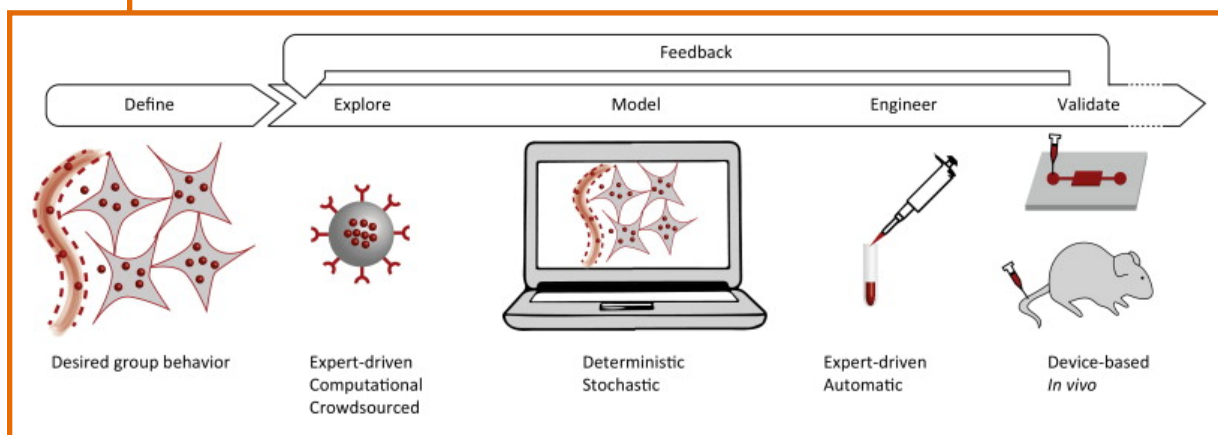 Feedback
Define
Explore
Model
Engineer
Validate
Desired group behavior
Expert-driven
Computational
Crowdsourced
Deterministic
Stochastic
Expert-driven
Automatic
Device-based
In vivo